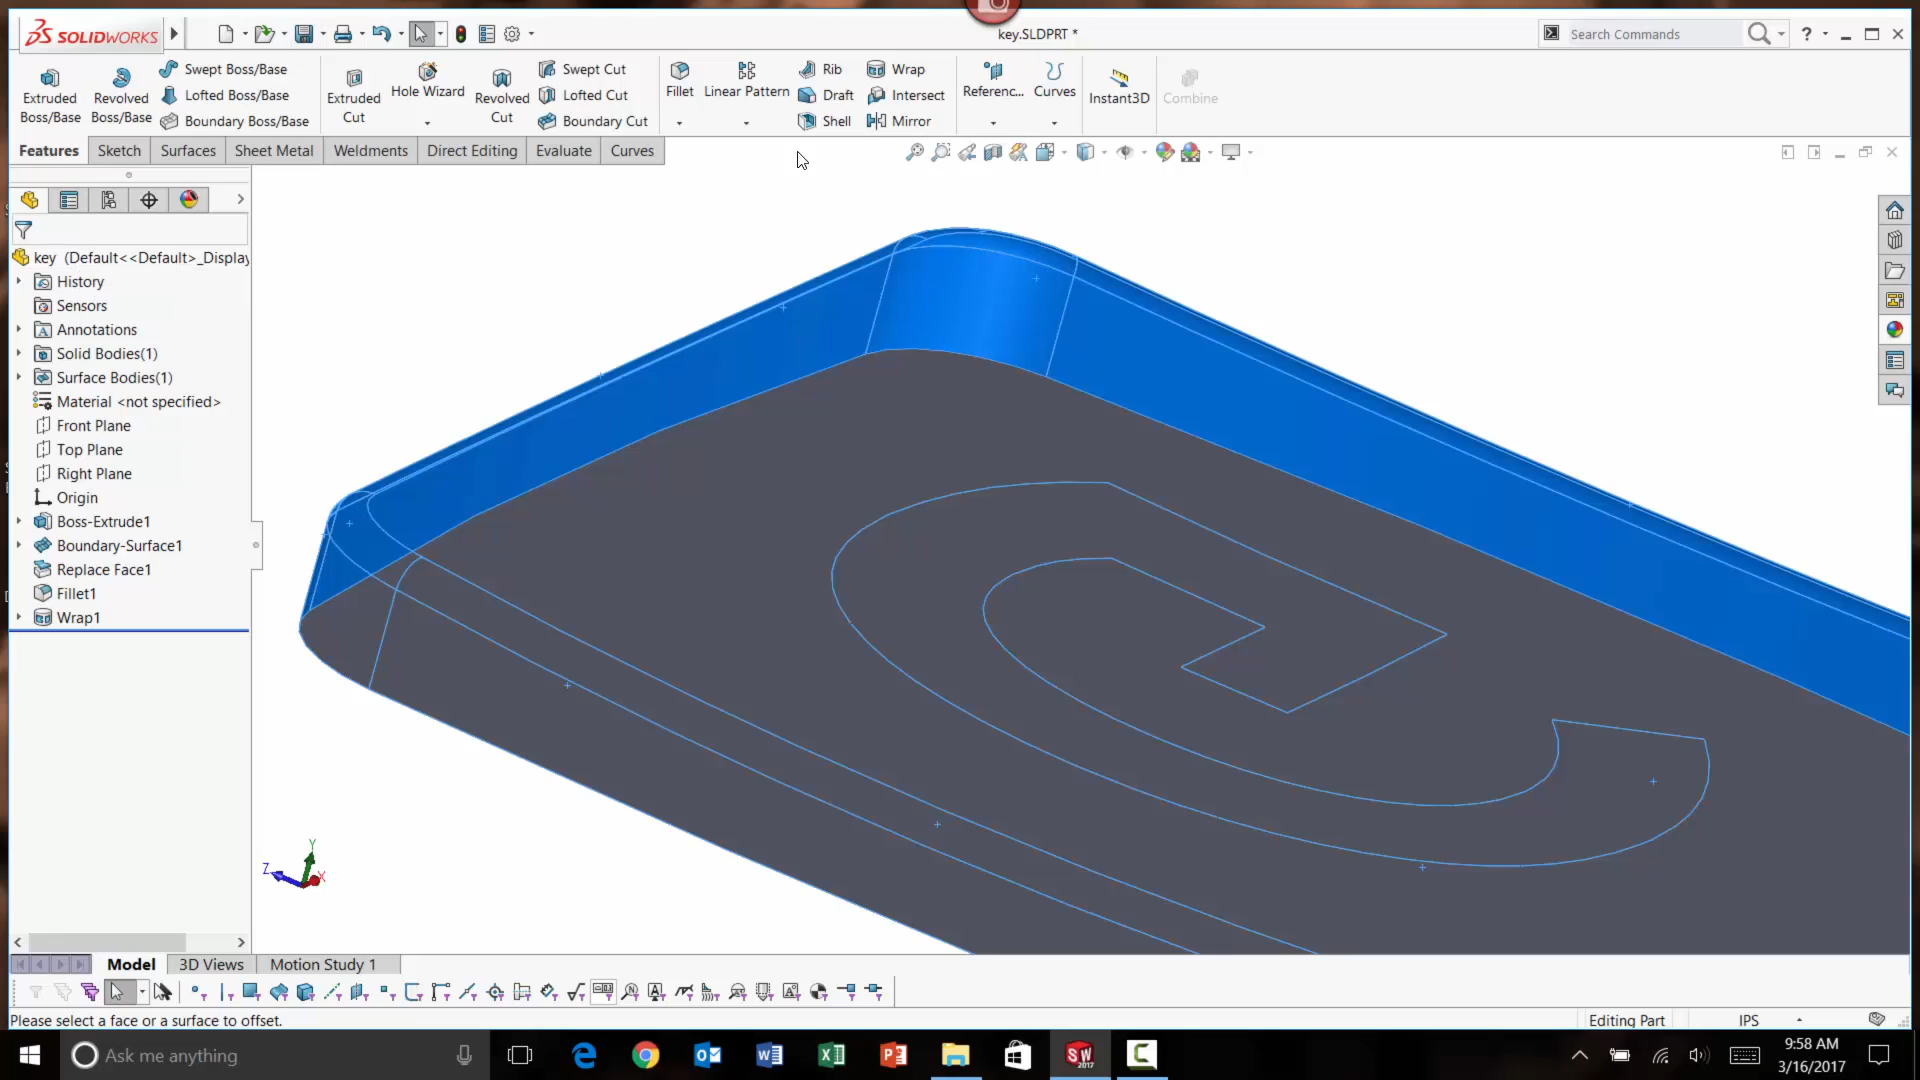 SOLIDWORKS
key.SLDPRT *
Search Commands
?
Extruded Boss/Base
Revolved Boss/Base
Swept Boss/Base
Lofted Boss/Base
Boundary Boss/Base
Extruded Cut
Hole Wizard
Revolved Cut
Swept Cut
Lofted Cut
Boundary Cut
Fillet
Linear Pattern
Rib
Draft
Shell
Wrap
Intersect
Mirror
Referenc...
Curves
Instant3D
Combine
Features
Sketch
Surfaces
Sheet Metal
Weldments
Direct Editing
Evaluate
Curves
key (Default<<Default>_Display
History
Sensors
Annotations
Solid Bodies(1)
Surface Bodies(1)
Material <not specified>
Front Plane
Top Plane
Right Plane
Origin
Boss-Extrude1
Boundary-Surface1
Replace Face1
Fillet1
Wrap1
Y
Z
X
Model
3D Views
Motion Study 1
Please select a face or a surface to offset.
Editing Part
IPS
Ask me anything
SW
2017
9:58 AM
3/16/2017